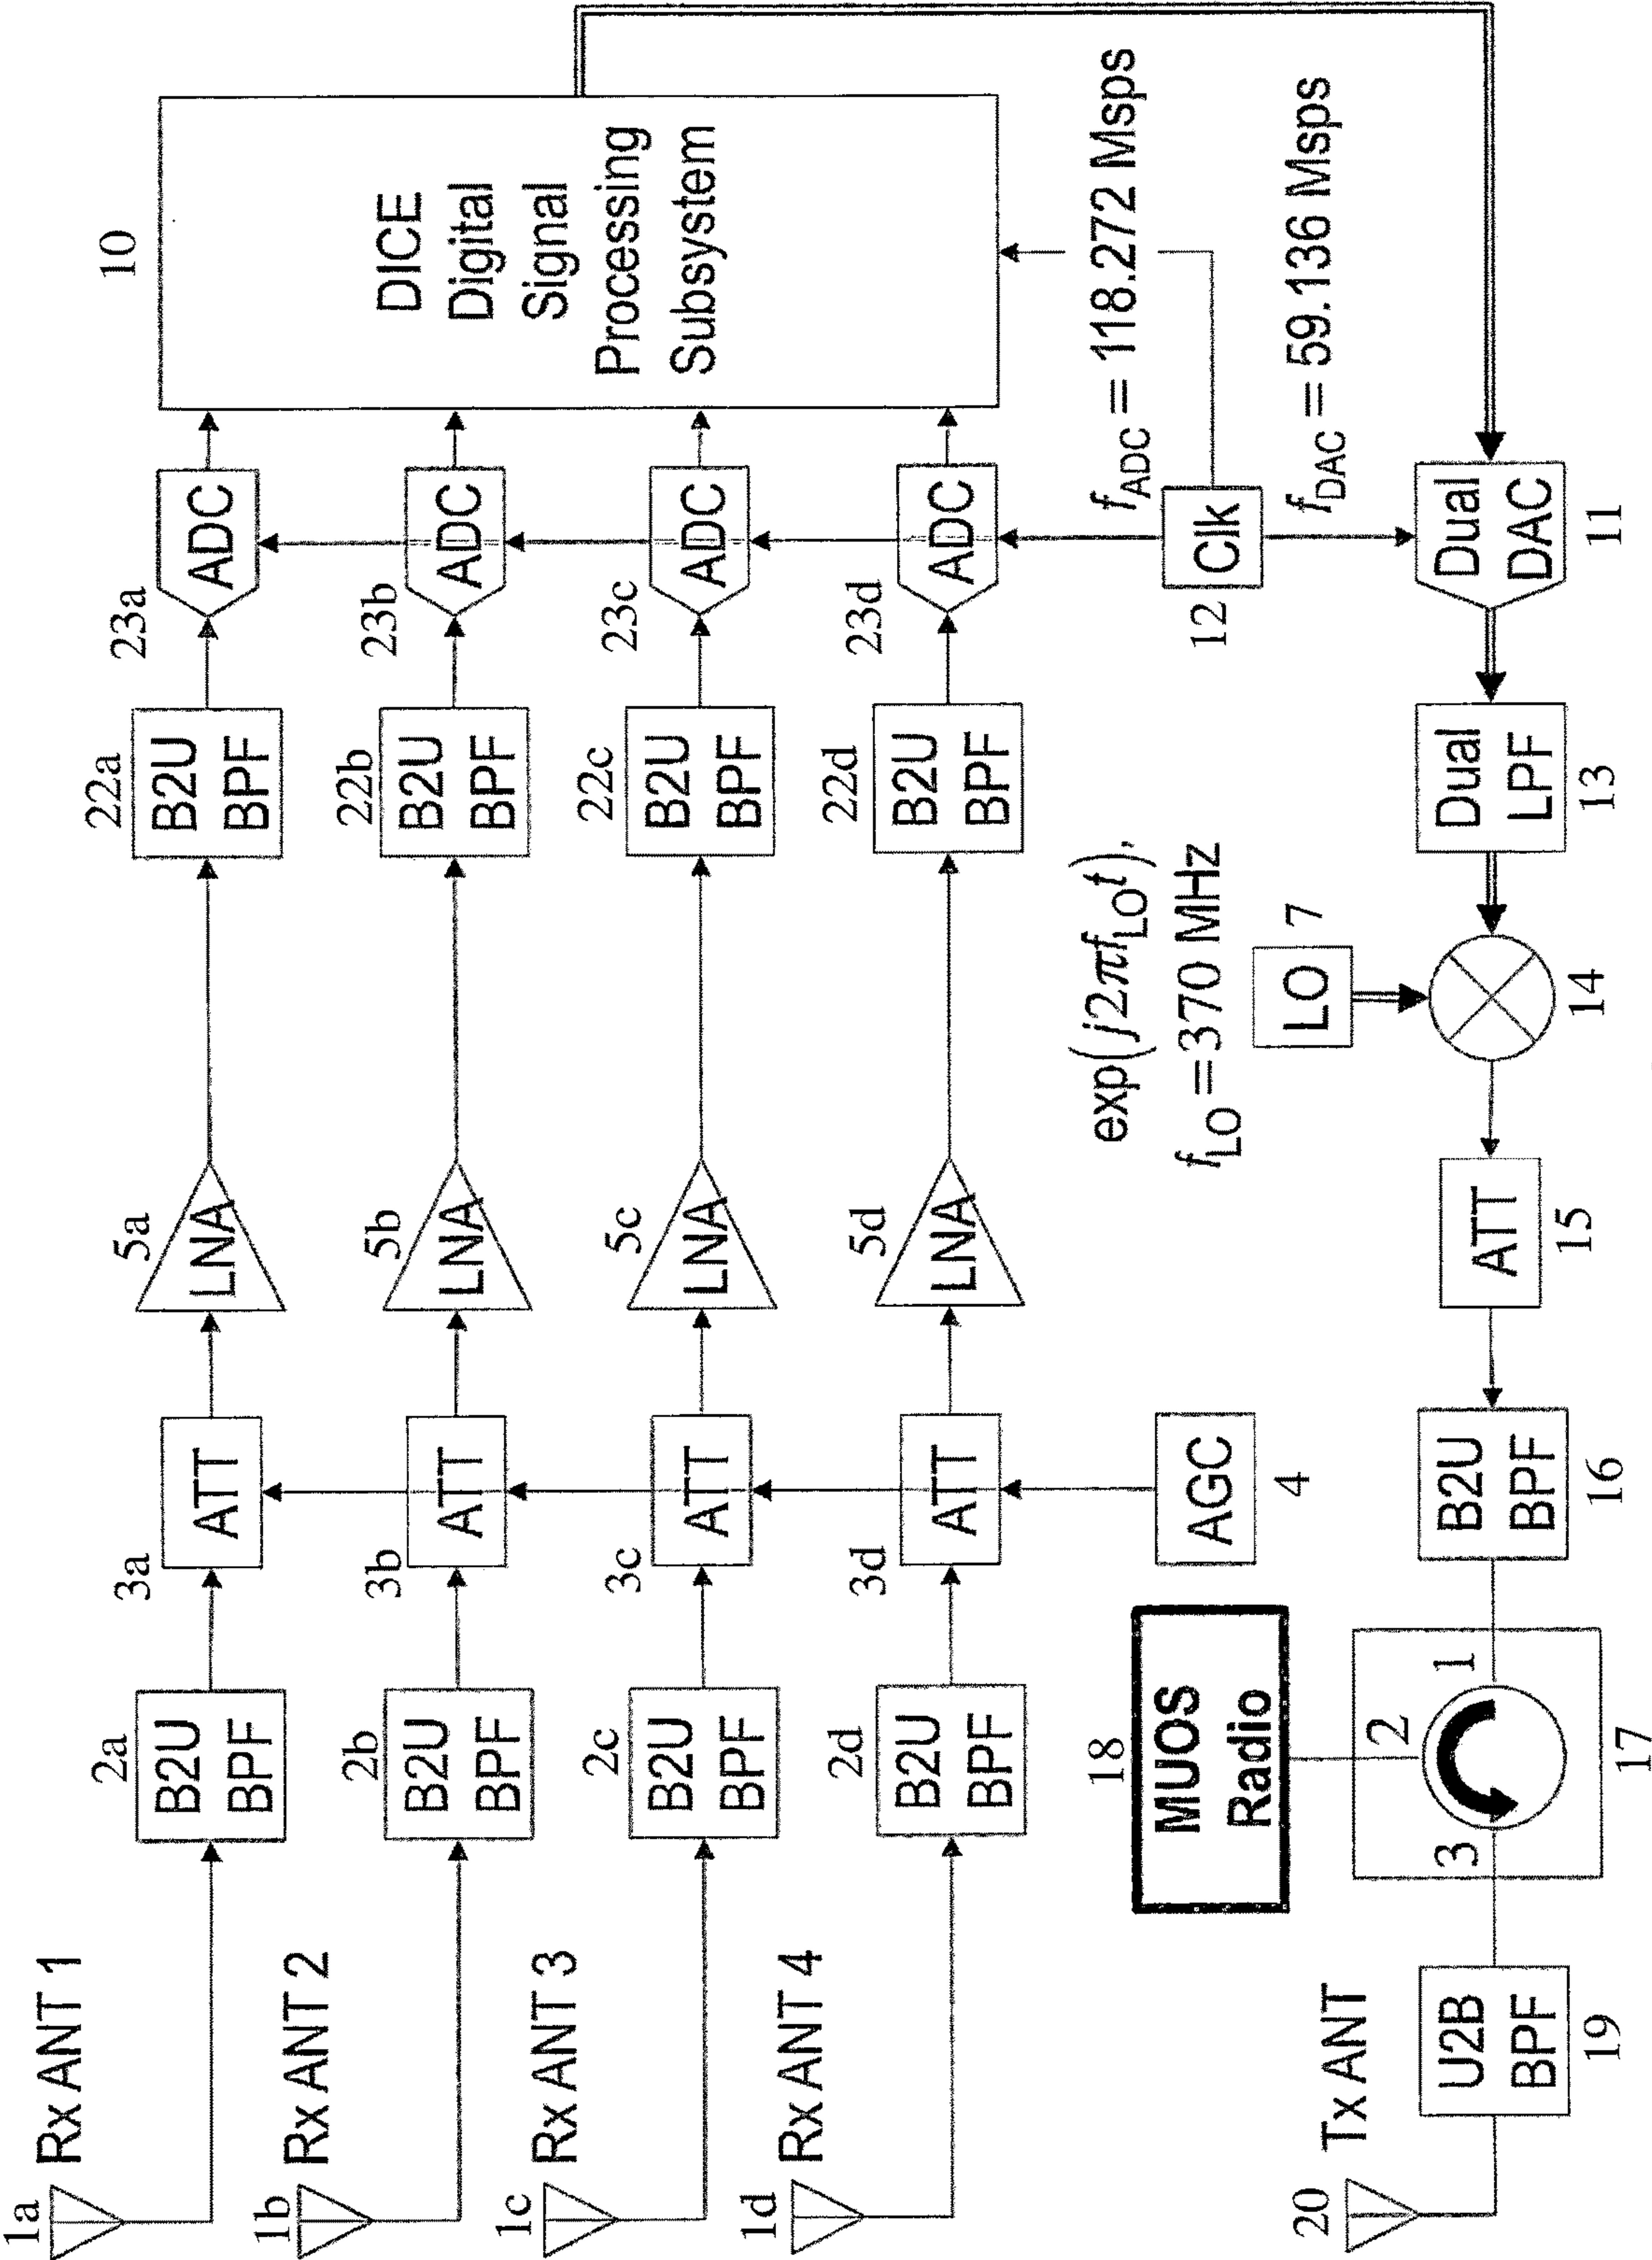 1a
Rx ANT 1
2a
B2U
BPF
3a
ATT
5a
LNA
22a
B2U
BPF
23a
ADC
10
DICE
Digital
Signal
Processing
Subsystem
1b
Rx ANT 2
2b
B2U
BPF
3b
ATT
5b
LNA
22b
B2U
BPF
23b
ADC
1c
Rx ANT 3
2c
B2U
BPF
3c
ATT
5c
LNA
22c
B2U
BPF
23c
ADC
1d
Rx ANT 4
2d
B2U
BPF
3d
ATT
5d
LNA
22d
B2U
BPF
23d
ADC
18
MUOS
Radio
AGC
4
exp(j2πf_LO t),
f_LO = 370 MHz
LO
7
12
Clk
f_ADC = 118.272 Msps
f_DAC = 59.136 Msps
20
Tx ANT
U2B
BPF
19
3
2
1
17
B2U
BPF
16
ATT
15
14
Dual
LPF
13
Dual
DAC
11